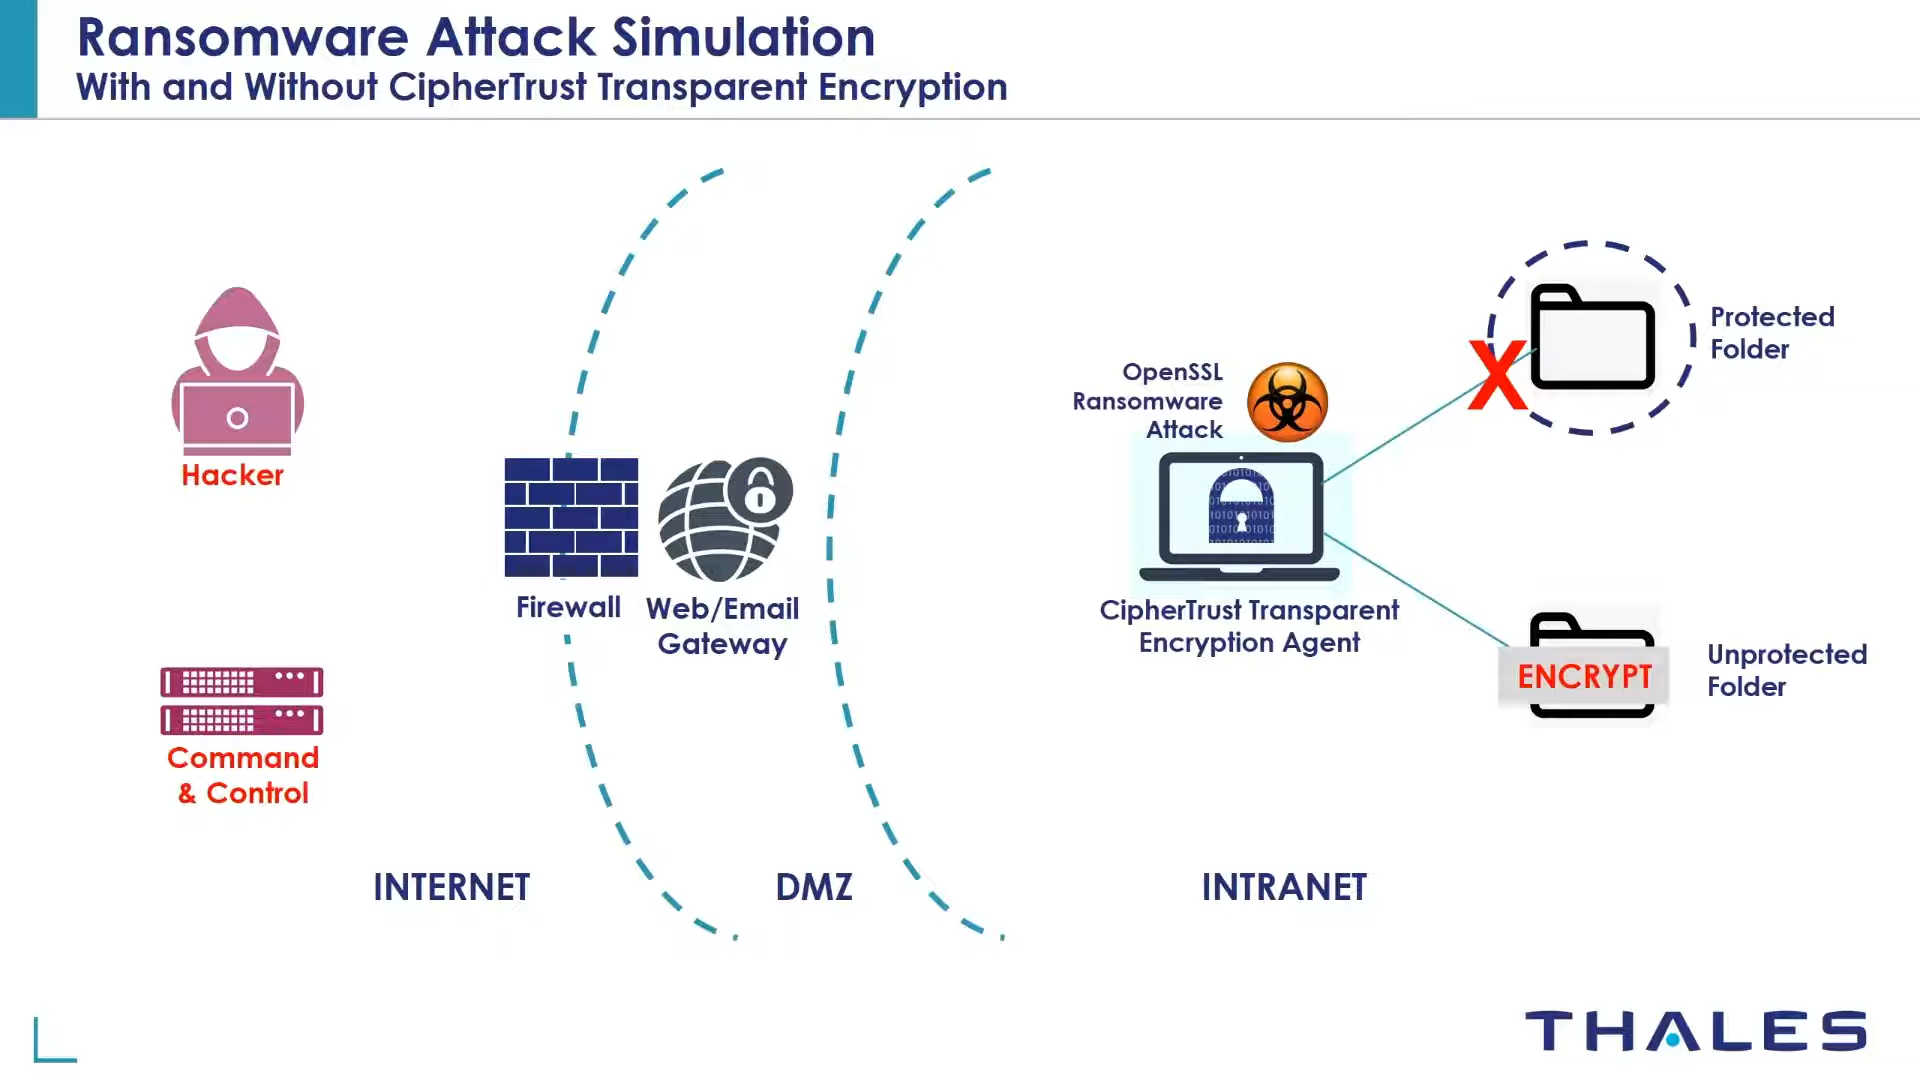 Ransomware Attack Simulation
With and Without CipherTrust Transparent Encryption
Hacker
Command
& Control
Firewall
Web/Email
Gateway
OpenSSL
Ransomware
Attack
CipherTrust Transparent
Encryption Agent
X
Protected
Folder
ENCRYPT
Unprotected
Folder
INTERNET
DMZ
INTRANET
THALES